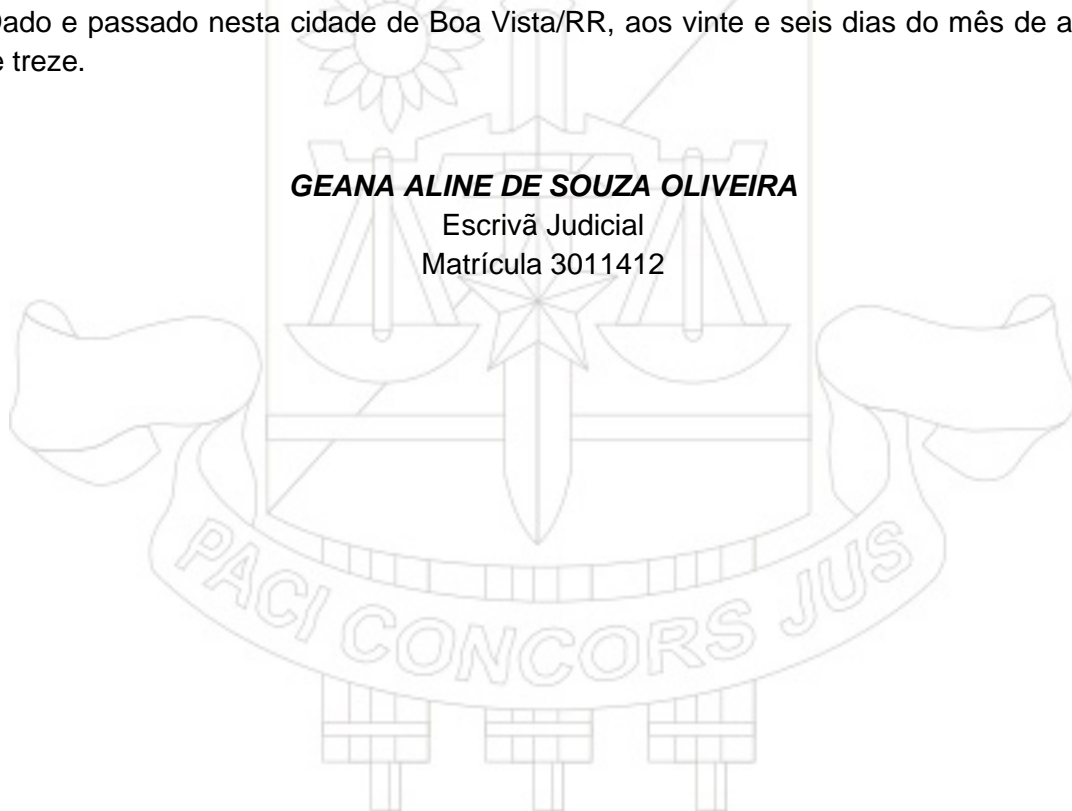 ado e passado nesta cidade de Boa Vista/RR, aos vinte e seis dias do mês de a
e treze.
GEANA ALINE DE SOUZA OLIVEIRA
Escrivã Judicial
Matrícula 3011412
PACI CONCORS JUS